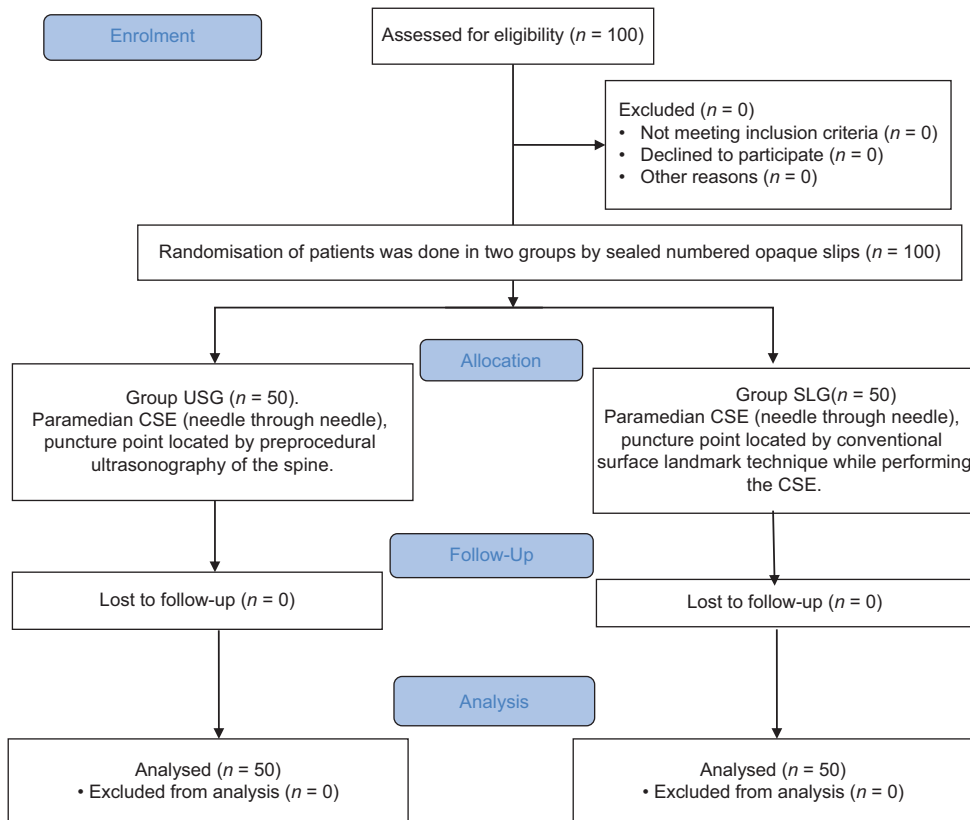 Enrolment
Assessed for eligibility (n = 100)
Excluded (n = 0)
• Not meeting inclusion criteria (n = 0)
• Declined to participate (n = 0)
• Other reasons (n = 0)
Randomisation of patients was done in two groups by sealed numbered opaque slips (n = 100)
Allocation
Group USG (n = 50).
Paramedian CSE (needle through needle),
puncture point located by preprocedural
ultrasonography of the spine.
Group SLG(n = 50)
Paramedian CSE (needle through needle),
puncture point located by conventional
surface landmark technique while performing
the CSE.
Follow-Up
Lost to follow-up (n = 0)
Lost to follow-up (n = 0)
Analysis
Analysed (n = 50)
• Excluded from analysis (n = 0)
Analysed (n = 50)
• Excluded from analysis (n = 0)